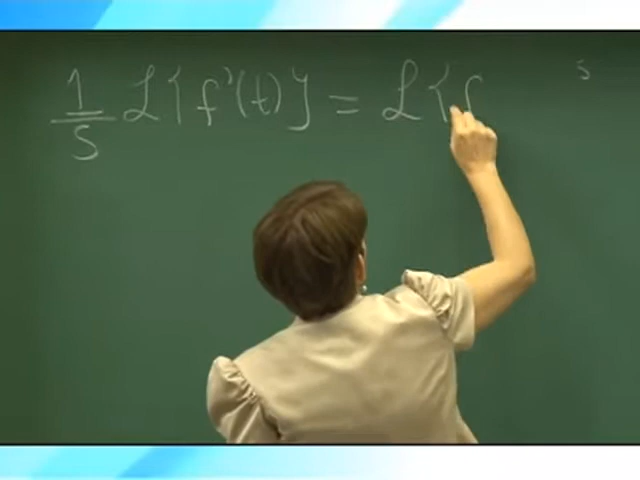 1/s ℒ{f'(t)} = ℒ{f s